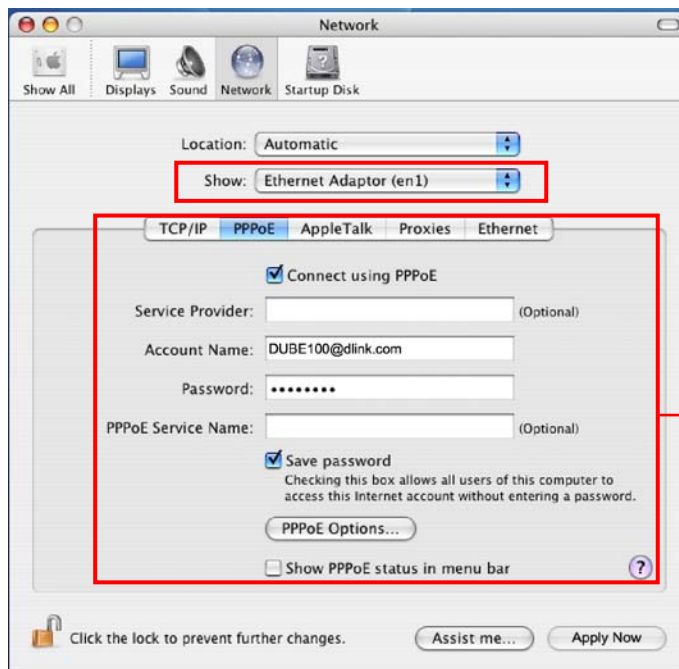 Network
Show All Displays Sound Network Startup Disk
Location: Automatic
Show: Ethernet Adaptor (en1)
TCP/IP PPPoE AppleTalk Proxies Ethernet
Connect using PPPoE
Service Provider: (Optional)
Account Name: DUBE100@dlink.com
Password: ••••••••
PPPoE Service Name: (Optional)
Save password
Checking this box allows all users of this computer to
access this Internet account without entering a password.
PPPoE Options...
Show PPPoE status in menu bar ?
Click the lock to prevent further changes. Assist me... Apply Now